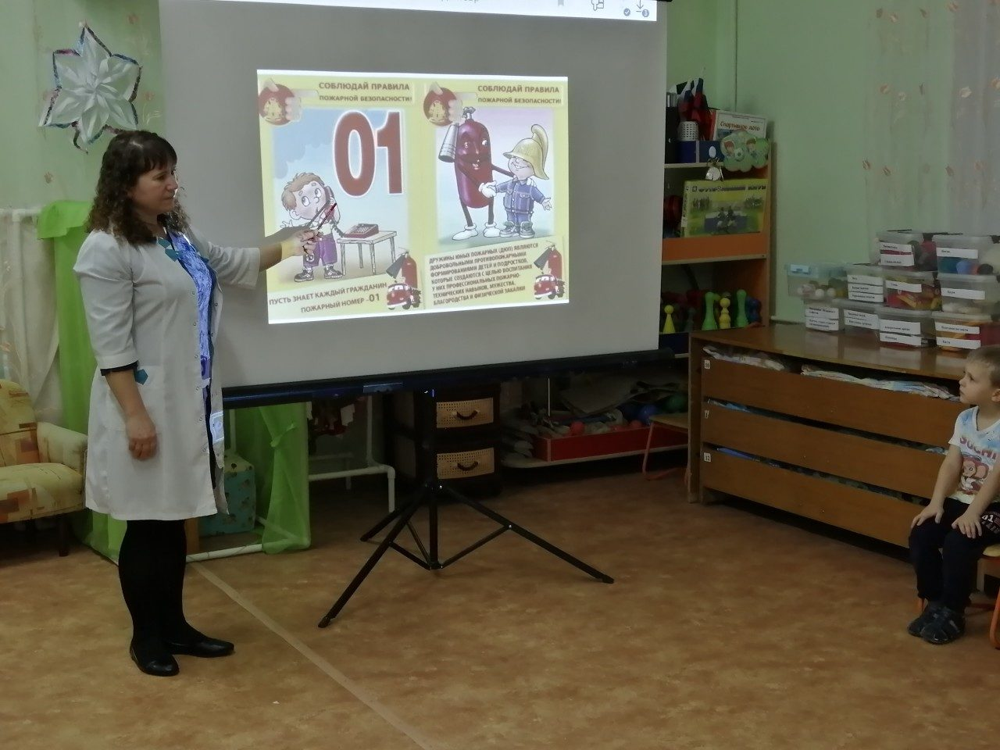 СОБЛЮДАЙ ПРАВИЛА
ПОЖАРНОЙ БЕЗОПАСНОСТИ!
01
ПУСТЬ ЗНАЕТ КАЖДЫЙ ГРАЖДАНИН
ПОЖАРНЫЙ НОМЕР -01
СОБЛЮДАЙ ПРАВИЛА
ПОЖАРНОЙ БЕЗОПАСНОСТИ!
ДРУЖИНЫ ЮНЫХ ПОЖАРНЫХ (ДЮП) ЯВЛЯЮТСЯ
ДОБРОВОЛЬНЫМИ ПРОТИВОПОЖАРНЫМИ
ФОРМИРОВАНИЯМИ ДЕТЕЙ И ПОДРОСТКОВ,
КОТОРЫЕ СОЗДАЮТСЯ С ЦЕЛЬЮ ВОСПИТАНИЯ
У НИХ ПРОФЕССИОНАЛЬНЫХ ПОЖАРНО-
ТЕХНИЧЕСКИХ НАВЫКОВ, МУЖЕСТВА,
БЛАГОРОДСТВА И ФИЗИЧЕСКОЙ ЗАКАЛКИ
Спортивное лото
SOCHI